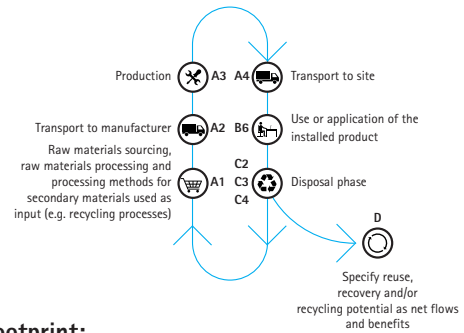 Production
A3
A4
Transport to site
Transport to manufacturer
A2
B6
Use or application of the
installed product
Raw materials sourcing,
raw materials processing and
processing methods for
secondary materials used as
input (e.g. recycling processes)
A1
C2
C3
C4
Disposal phase
D
Specify reuse,
recovery and/or
recycling potential as net flows
and benefits